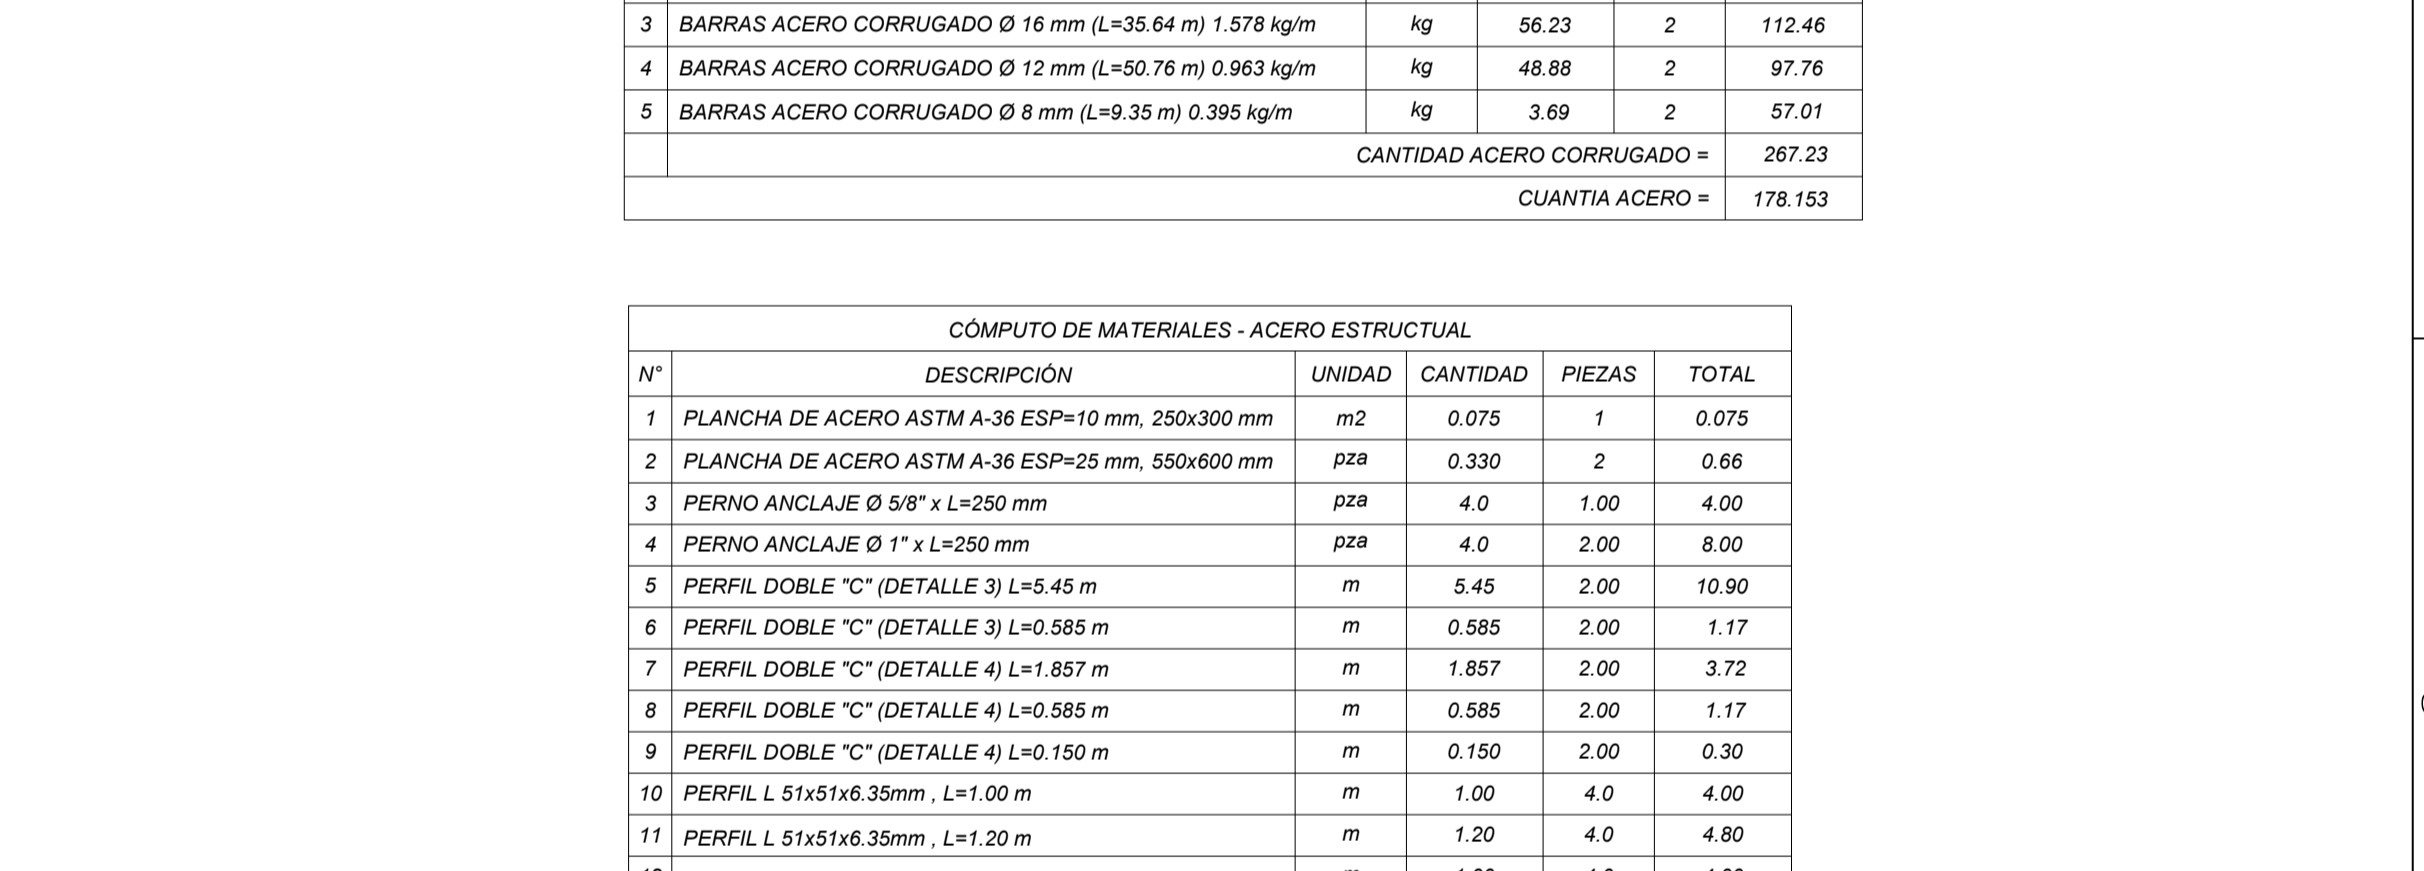 3 BARRAS ACERO CORRUGADO Ø 16 mm (L=35.64 m) 1.578 kg/m kg 56.23 2 112.46
4 BARRAS ACERO CORRUGADO Ø 12 mm (L=50.76 m) 0.963 kg/m kg 48.88 2 97.76
5 BARRAS ACERO CORRUGADO Ø 8 mm (L=9.35 m) 0.395 kg/m kg 3.69 2 57.01
CANTIDAD ACERO CORRUGADO = 267.23
CUANTIA ACERO = 178.153
CÓMPUTO DE MATERIALES - ACERO ESTRUCTUAL
N° DESCRIPCIÓN UNIDAD CANTIDAD PIEZAS TOTAL
1 PLANCHA DE ACERO ASTM A-36 ESP=10 mm, 250x300 mm m2 0.075 1 0.075
2 PLANCHA DE ACERO ASTM A-36 ESP=25 mm, 550x600 mm pza 0.330 2 0.66
3 PERNO ANCLAJE Ø 5/8" x L=250 mm pza 4.0 1.00 4.00
4 PERNO ANCLAJE Ø 1" x L=250 mm pza 4.0 2.00 8.00
5 PERFIL DOBLE "C" (DETALLE 3) L=5.45 m m 5.45 2.00 10.90
6 PERFIL DOBLE "C" (DETALLE 3) L=0.585 m m 0.585 2.00 1.17
7 PERFIL DOBLE "C" (DETALLE 4) L=1.857 m m 1.857 2.00 3.72
8 PERFIL DOBLE "C" (DETALLE 4) L=0.585 m m 0.585 2.00 1.17
9 PERFIL DOBLE "C" (DETALLE 4) L=0.150 m m 0.150 2.00 0.30
10 PERFIL L 51x51x6.35mm , L=1.00 m m 1.00 4.0 4.00
11 PERFIL L 51x51x6.35mm , L=1.20 m m 1.20 4.0 4.80